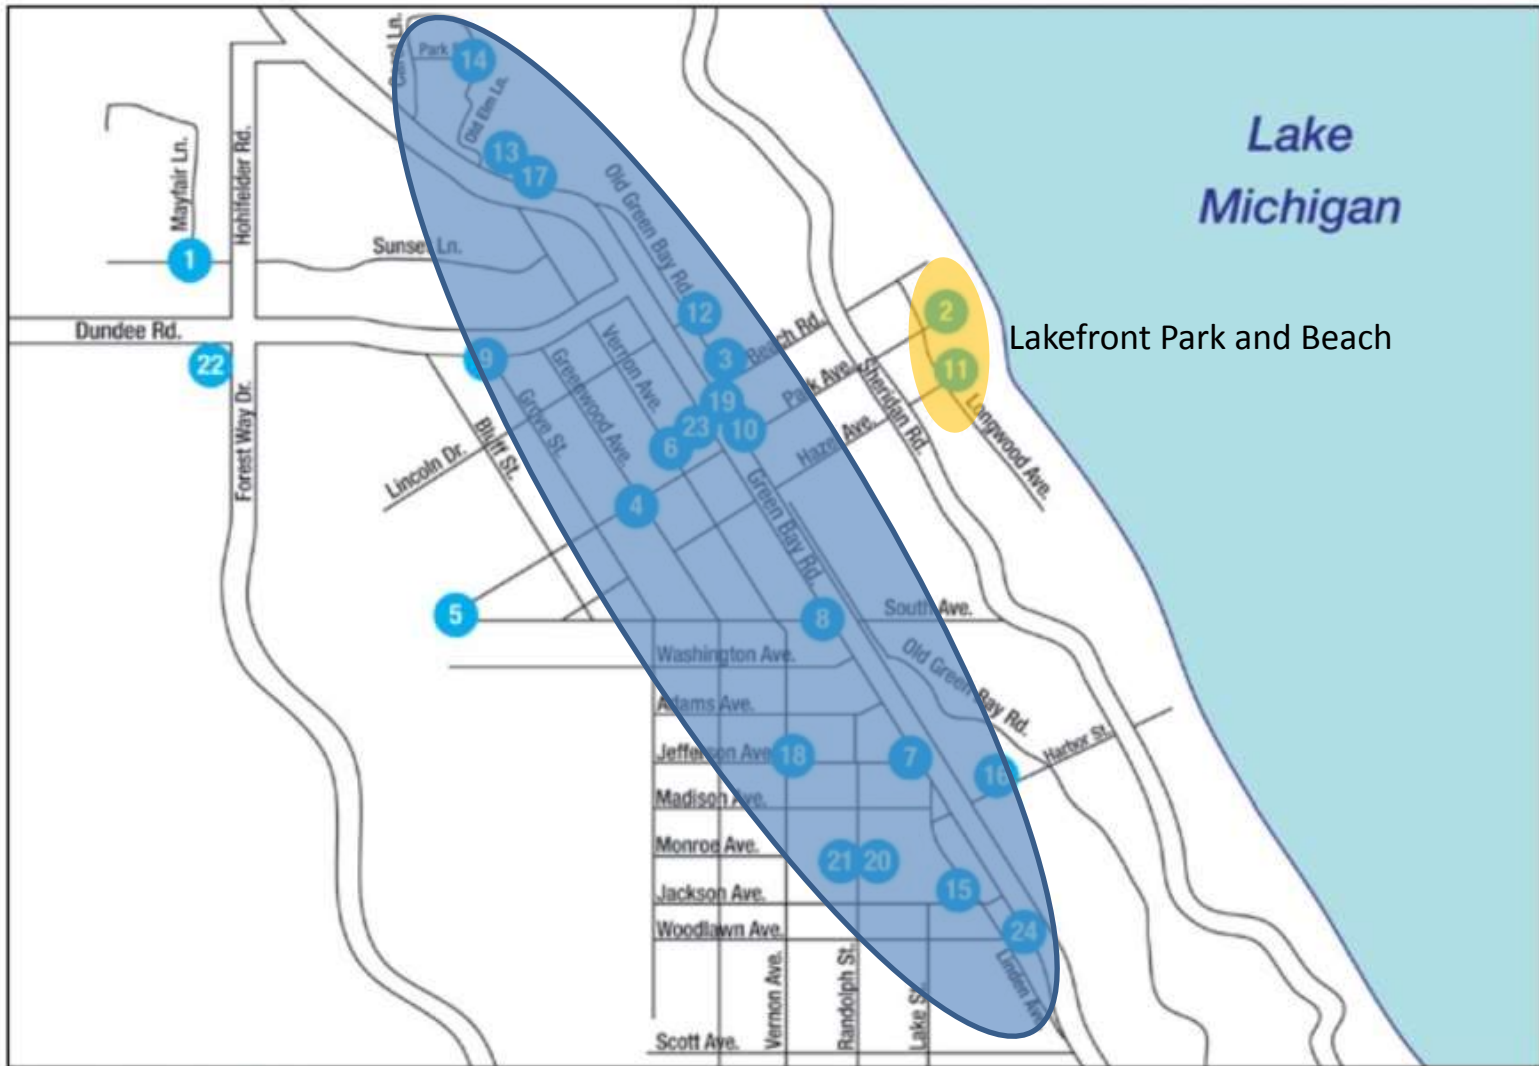 Carol Ln.
Park
14
Old Elm Ln.
13
17
Lake
Michigan
Mayfair Ln.
Hohlfelder Rd.
Old Green Bay Rd.
Sunset Ln.
1
12
2
Dundee Rd.
Beach Rd.
Lakefront Park and Beach
22
9
3
11
Vernon Ave.
Greenwood Ave.
Park Ave.
Sheridan Rd.
Longwood Ave.
19
23
10
6
Grove St.
Bluff St.
Hazel Ave.
Lincoln Dr.
Forest Way Dr.
4
Green Bay Rd.
5
8
South Ave.
Washington Ave.
Old Green Bay Rd.
Adams Ave.
Jefferson Ave.
18
7
16
Harbor St.
Madison Ave.
Monroe Ave.
21
20
Jackson Ave.
15
Woodlawn Ave.
24
Vernon Ave.
Randolph St.
Lake St.
Linden Ave.
Scott Ave.